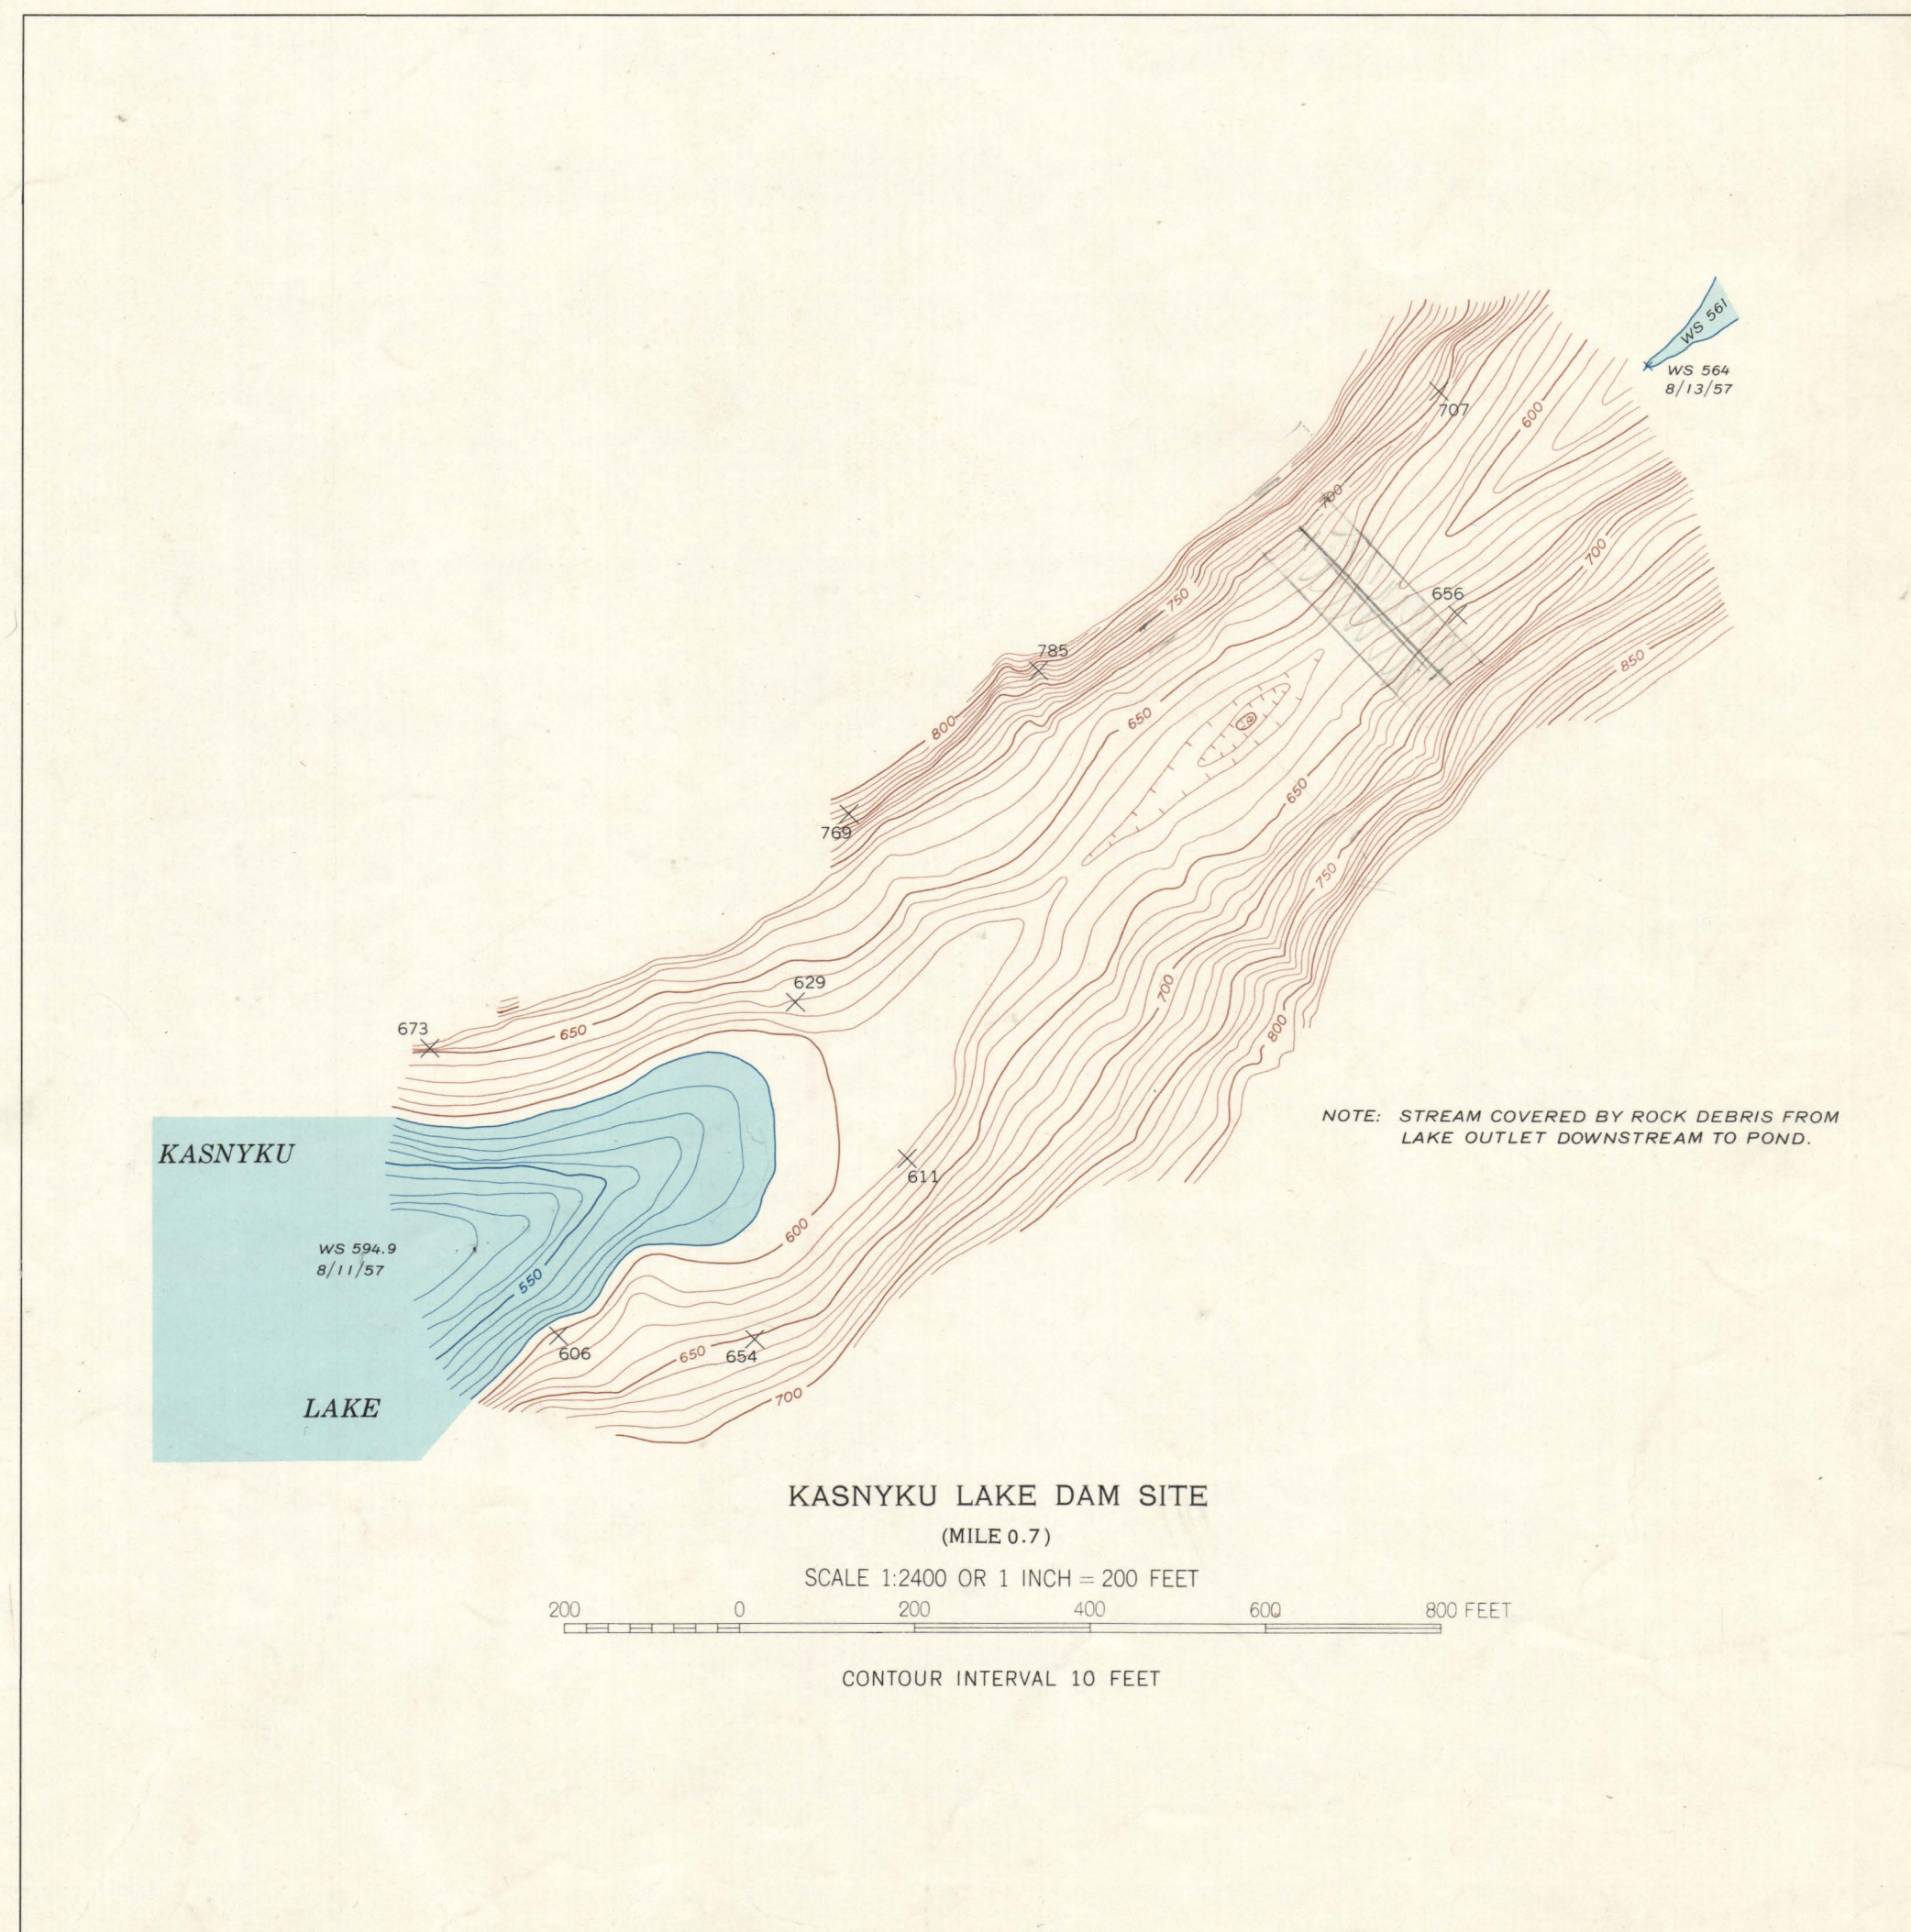 WS 561
WS 564
8/13/57
707
600
700
700
656
750
785
850
650
800
650
769
750
629
700
673
650
800
NOTE: STREAM COVERED BY ROCK DEBRIS FROM
LAKE OUTLET DOWNSTREAM TO POND.
KASNYKU
611
600
WS 594.9
8/11/57
550
606
650
654
700
LAKE
KASNYKU LAKE DAM SITE
(MILE 0.7)
SCALE 1:2400 OR 1 INCH = 200 FEET
200 0 200 400 600 800 FEET
CONTOUR INTERVAL 10 FEET